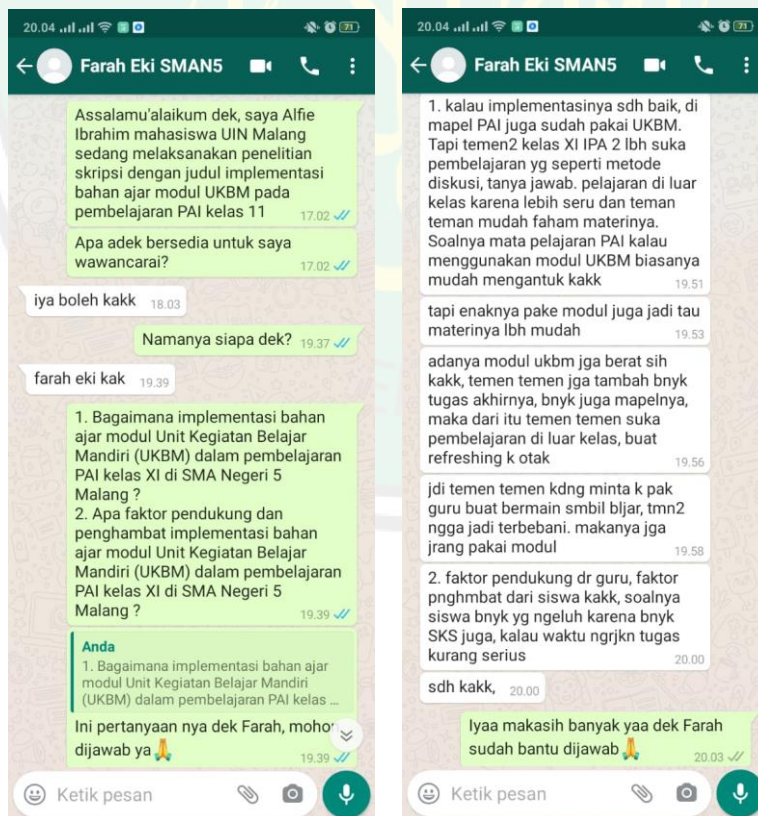 20.04
71
Farah Eki SMAN5
Assalamu'alaikum dek, saya Alfie
Ibrahim mahasiswa UIN Malang
sedang melaksanakan penelitian
skripsi dengan judul implementasi
bahan ajar modul UKBM pada
pembelajaran PAI kelas 11
17.02
Apa adek bersedia untuk saya
wawancarai?
17.02
iya boleh kakk 18.03
Namanya siapa dek? 19.37
farah eki kak 19.39
1. Bagaimana implementasi bahan
ajar modul Unit Kegiatan Belajar
Mandiri (UKBM) dalam pembelajaran
PAI kelas XI di SMA Negeri 5
Malang ?
2. Apa faktor pendukung dan
penghambat implementasi bahan
ajar modul Unit Kegiatan Belajar
Mandiri (UKBM) dalam pembelajaran
PAI kelas XI di SMA Negeri 5
Malang ?
19.39
Anda
1. Bagaimana implementasi bahan ajar
modul Unit Kegiatan Belajar Mandiri
(UKBM) dalam pembelajaran PAI kelas ...
Ini pertanyaan nya dek Farah, mohon
dijawab ya
19.39
Ketik pesan
20.04
71
Farah Eki SMAN5
1. kalau implementasinya sdh baik, di
mapel PAI juga sudah pakai UKBM.
Tapi temen2 kelas XI IPA 2 lbh suka
pembelajaran yg seperti metode
diskusi, tanya jawab. pelajaran di luar
kelas karena lebih seru dan teman
teman mudah faham materinya.
Soalnya mata pelajaran PAI kalau
menggunakan modul UKBM biasanya
mudah mengantuk kakk
19.51
tapi enaknya pake modul juga jadi tau
materinya lbh mudah
19.53
adanya modul ukbm jga berat sih
kakk, temen temen jga tambah bnyk
tugas akhirnya, bnyk juga mapelnya,
maka dari itu temen temen suka
pembelajaran di luar kelas, buat
refreshing k otak
19.56
jdi temen temen kdng minta k pak
guru buat bermain smbil bljar, tmn2
ngga jadi terbebani. makanya jga
jrang pakai modul
19.58
2. faktor pendukung dr guru, faktor
pnghmbat dari siswa kakk, soalnya
siswa bnyk yg ngeluh karena bnyk
SKS juga, kalau waktu ngrjkn tugas
kurang serius
20.00
sdh kakk, 20.00
Iyaa makasih banyak yaa dek Farah
sudah bantu dijawab
20.03
Ketik pesan